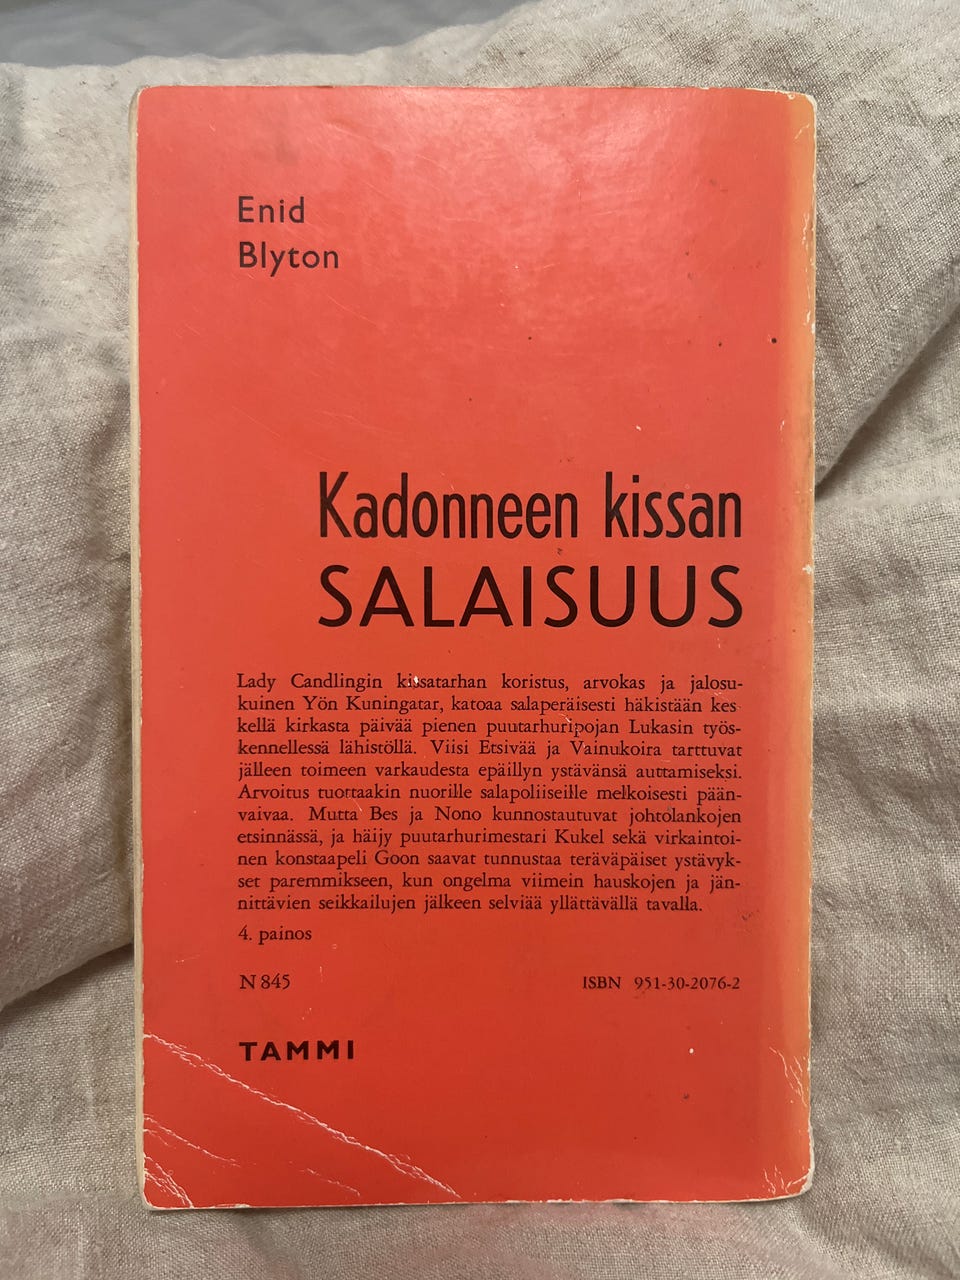 Enid
Blyton
Kadonneen kissan
SALAISUUS
Lady Candlingin kissatarhan koristus, arvokas ja jalosu-
kuinen Yön Kuningatar, katoaa salaperäisesti häkistään kes-
kellä kirkasta päivää pienen puutarhuripojan Lukasin työs-
kennellessä lähistöllä. Viisi Etsivää ja Vainukoira tarttuvat
jälleen toimeen varkaudesta epäillyn ystävänsä auttamiseksi.
Arvoitus tuottaakin nuorille salapoliiseille melkoisesti pään-
vaivaa. Mutta Bes ja Nono kunnostautuvat johtolankojen
etsinnässä, ja häijy puutarhurimestari Kukel sekä virkaintoi-
nen konstaapeli Goon saavat tunnustaa teräväpäiset ystävyk-
set paremmikseen, kun ongelma viimein hauskojen ja jän-
nittävien seikkailujen jälkeen selviää yllättävällä tavalla.
4. painos
N 845 ISBN 951-30-2076-2
TAMMI